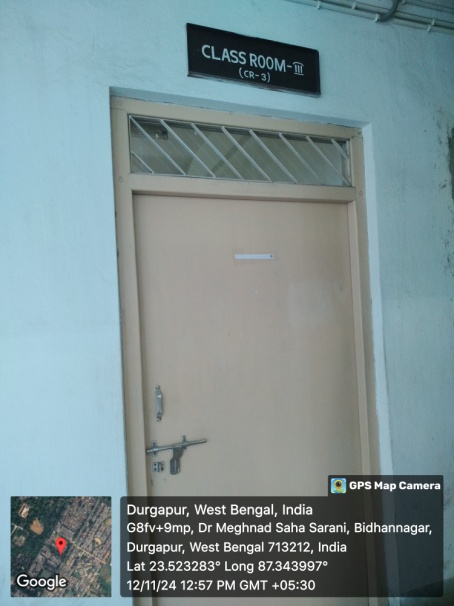 CLASS ROOM-III
(CR-3)
GPS Map Camera
Durgapur, West Bengal, India
G8fv+9mp, Dr Meghnad Saha Sarani, Bidhannagar,
Durgapur, West Bengal 713212, India
Lat 23.523283° Long 87.343997°
12/11/24 12:57 PM GMT +05:30
Google